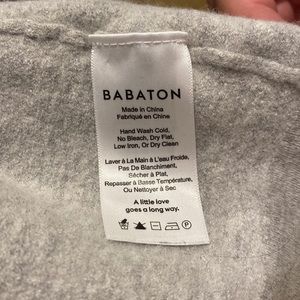 BABATON
Made in China
Fabriqué en Chine
Hand Wash Cold,
No Bleach, Dry Flat,
Low Iron, Or Dry Clean
Laver à La Main à L'eau Froide,
Pas De Blanchiment,
Sécher à Plat,
Repasser à Basse Température,
Ou Nettoyer à Sec
A little love
goes a long way.
P